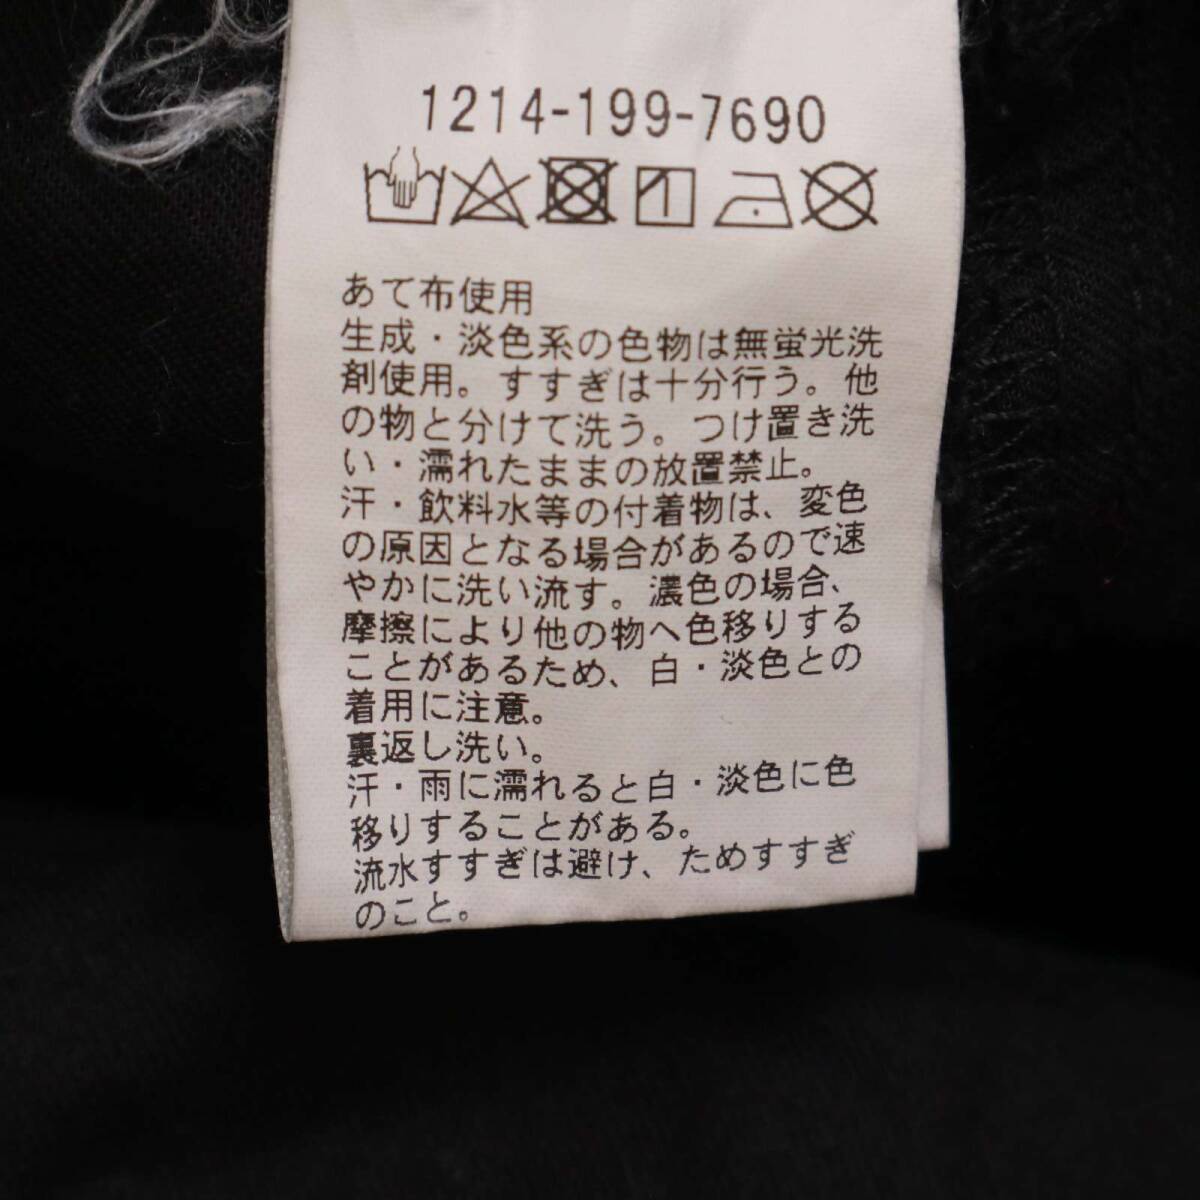 1214-199-7690
あて布使用
生成・淡色系の色物は無蛍光洗
剤使用。すすぎは十分行う。他
の物と分けて洗う。つけ置き洗
い・濡れたままの放置禁止。
汗・飲料水等の付着物は、変色
の原因となる場合があるので速
やかに洗い流す。濃色の場合、
摩擦により他の物へ色移りする
ことがあるため、白・淡色との
着用に注意。
裏返し洗い。
汗・雨に濡れると白・淡色に色
移りすることがある。
流水すすぎは避け、ためすすぎ
のこと。